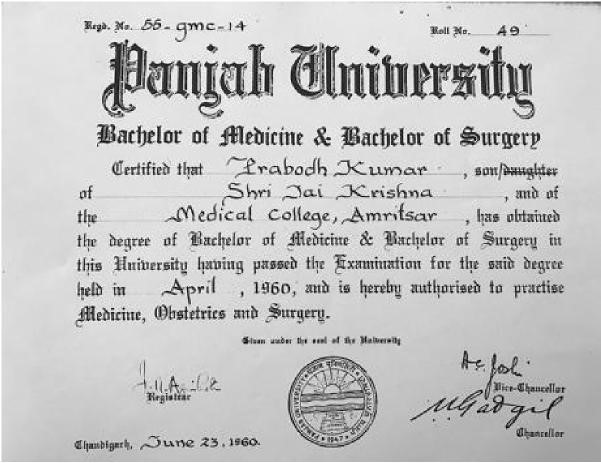 Regd. No. 55-gmc-14 Roll No. 49
Panjab University
Bachelor of Medicine & Bachelor of Surgery
Certified that Prabodh Kumar, son/daughter
of Shri Jai Krishna, and of
the Medical College, Amritsar, has obtained
the degree of Bachelor of Medicine & Bachelor of Surgery in
this University having passed the Examination for the said degree
held in April, 1960, and is hereby authorised to practise
Medicine, Obstetrics and Surgery.
Given under the seal of the University
A C Joshi
Registrar
Vice-Chancellor
N Gadgil
Chancellor
PANJAB UNIVERSITY
1947
Chandigarh, June 23, 1960.